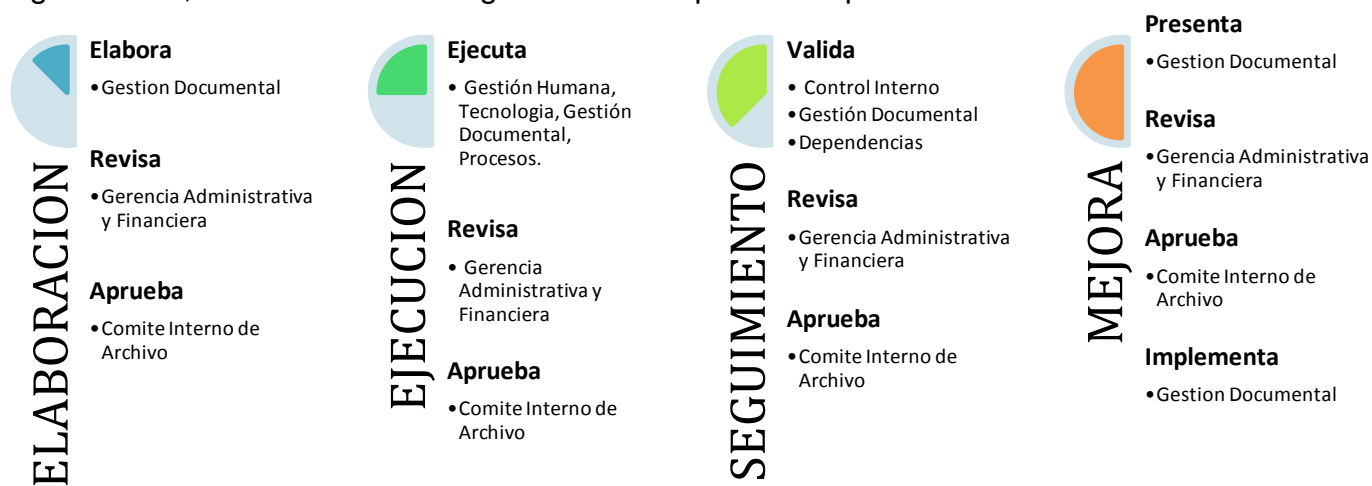 ELABORACION
Elabora
•Gestion Documental
Revisa
•Gerencia Administrativa
y Financiera
Aprueba
•Comite Interno de
Archivo
EJECUCION
Ejecuta
• Gestión Humana,
Tecnologia, Gestión
Documental,
Procesos.
Revisa
• Gerencia
Administrativa y
Financiera
Aprueba
•Comite Interno de
Archivo
SEGUIMIENTO
Valida
• Control Interno
•Gestión Documental
•Dependencias
Revisa
•Gerencia Administrativa
y Financiera
Aprueba
•Comite Interno de
Archivo
MEJORA
Presenta
•Gestion Documental
Revisa
•Gerencia Administrativa
y Financiera
Aprueba
•Comite Interno de
Archivo
Implementa
•Gestion Documental